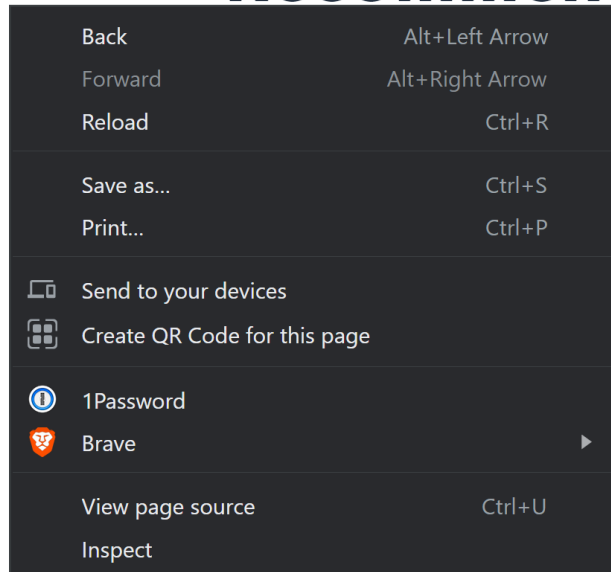 Back Alt+Left Arrow
Forward Alt+Right Arrow
Reload Ctrl+R
Save as... Ctrl+S
Print... Ctrl+P
Send to your devices
Create QR Code for this page
1Password
Brave
View page source Ctrl+U
Inspect